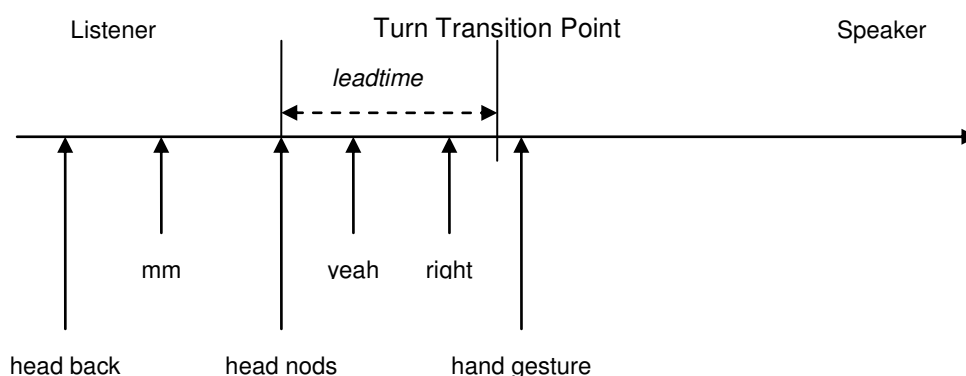 Listener Turn Transition Point Speaker
leadtime
mm yeah right
head back head nods hand gesture